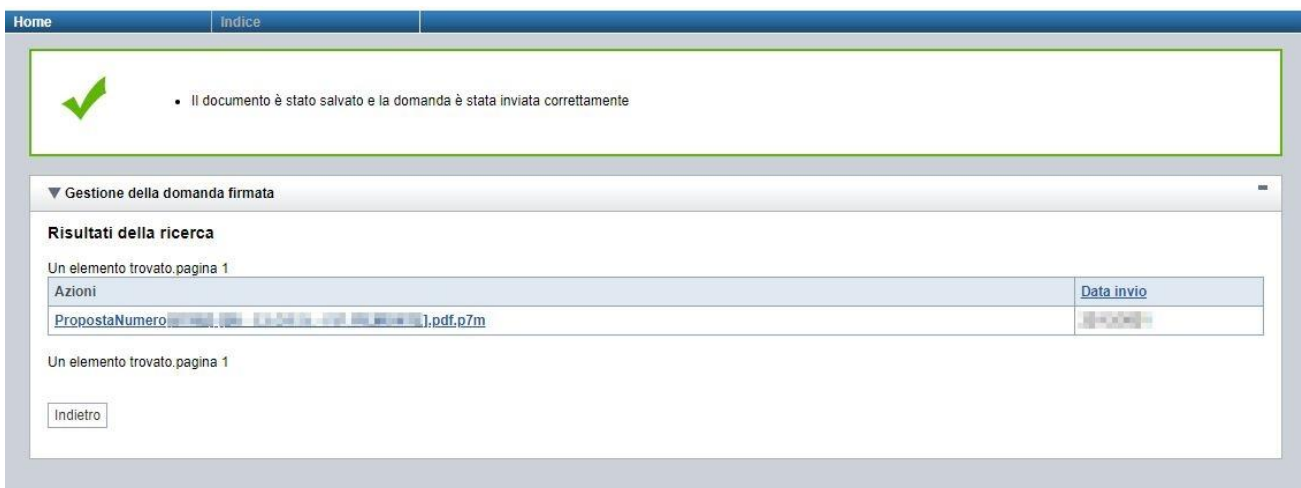 Home Indice
Il documento è stato salvato e la domanda è stata inviata correttamente
Gestione della domanda firmata
Risultati della ricerca
Un elemento trovato.pagina 1
Azioni Data invio
PropostaNumero ].pdf.p7m
Un elemento trovato.pagina 1
Indietro